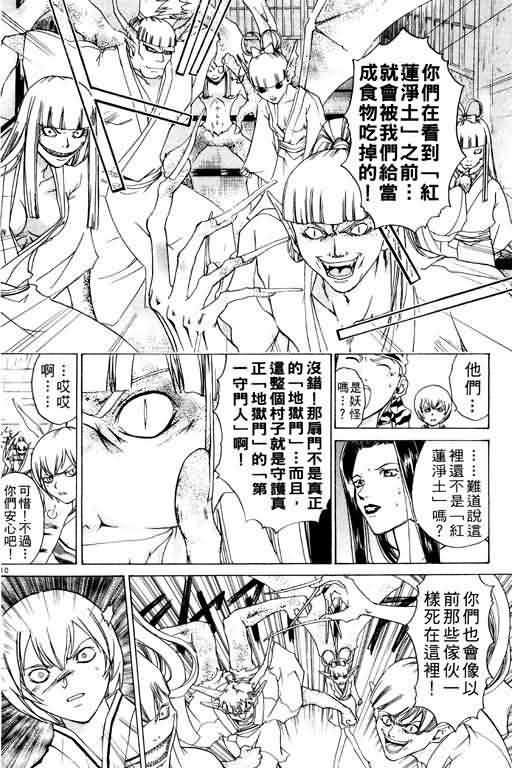 你們在看到「紅
蓮淨土」之前…
就會被我們給當
成食物吃掉的！
他們…
是妖怪
嗎…？
……難道說這
裡還不是「紅
蓮淨土」嗎？
沒錯！那扇門不是真正
的「地獄門」…而且，
這整個村子就是守護真
正「地獄門」的「第
一守門人」啊！
…哎哎
啊……
可惜！不過…
你們安心吧！
10
你們也會像以
前那些傢伙一
樣死在這裡！